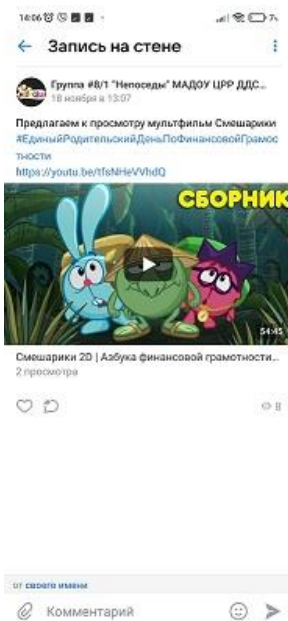 14:06
Запись на стене
Группа #8/1 "Непоседы" МАДОУ ЦРР ДДС...
18 ноября в 13:07
Предлагаем к просмотру мультфильм Смешарики
#ЕдиныйРодительскийДеньПоФинансовойГрамос
тности
https://youtu.be/tfsNHeVVhdQ
СБОРНИК
54:45
Смешарики 2D | Азбука финансовой грамотности...
2 просмотра
8
от своего имени
Комментарий